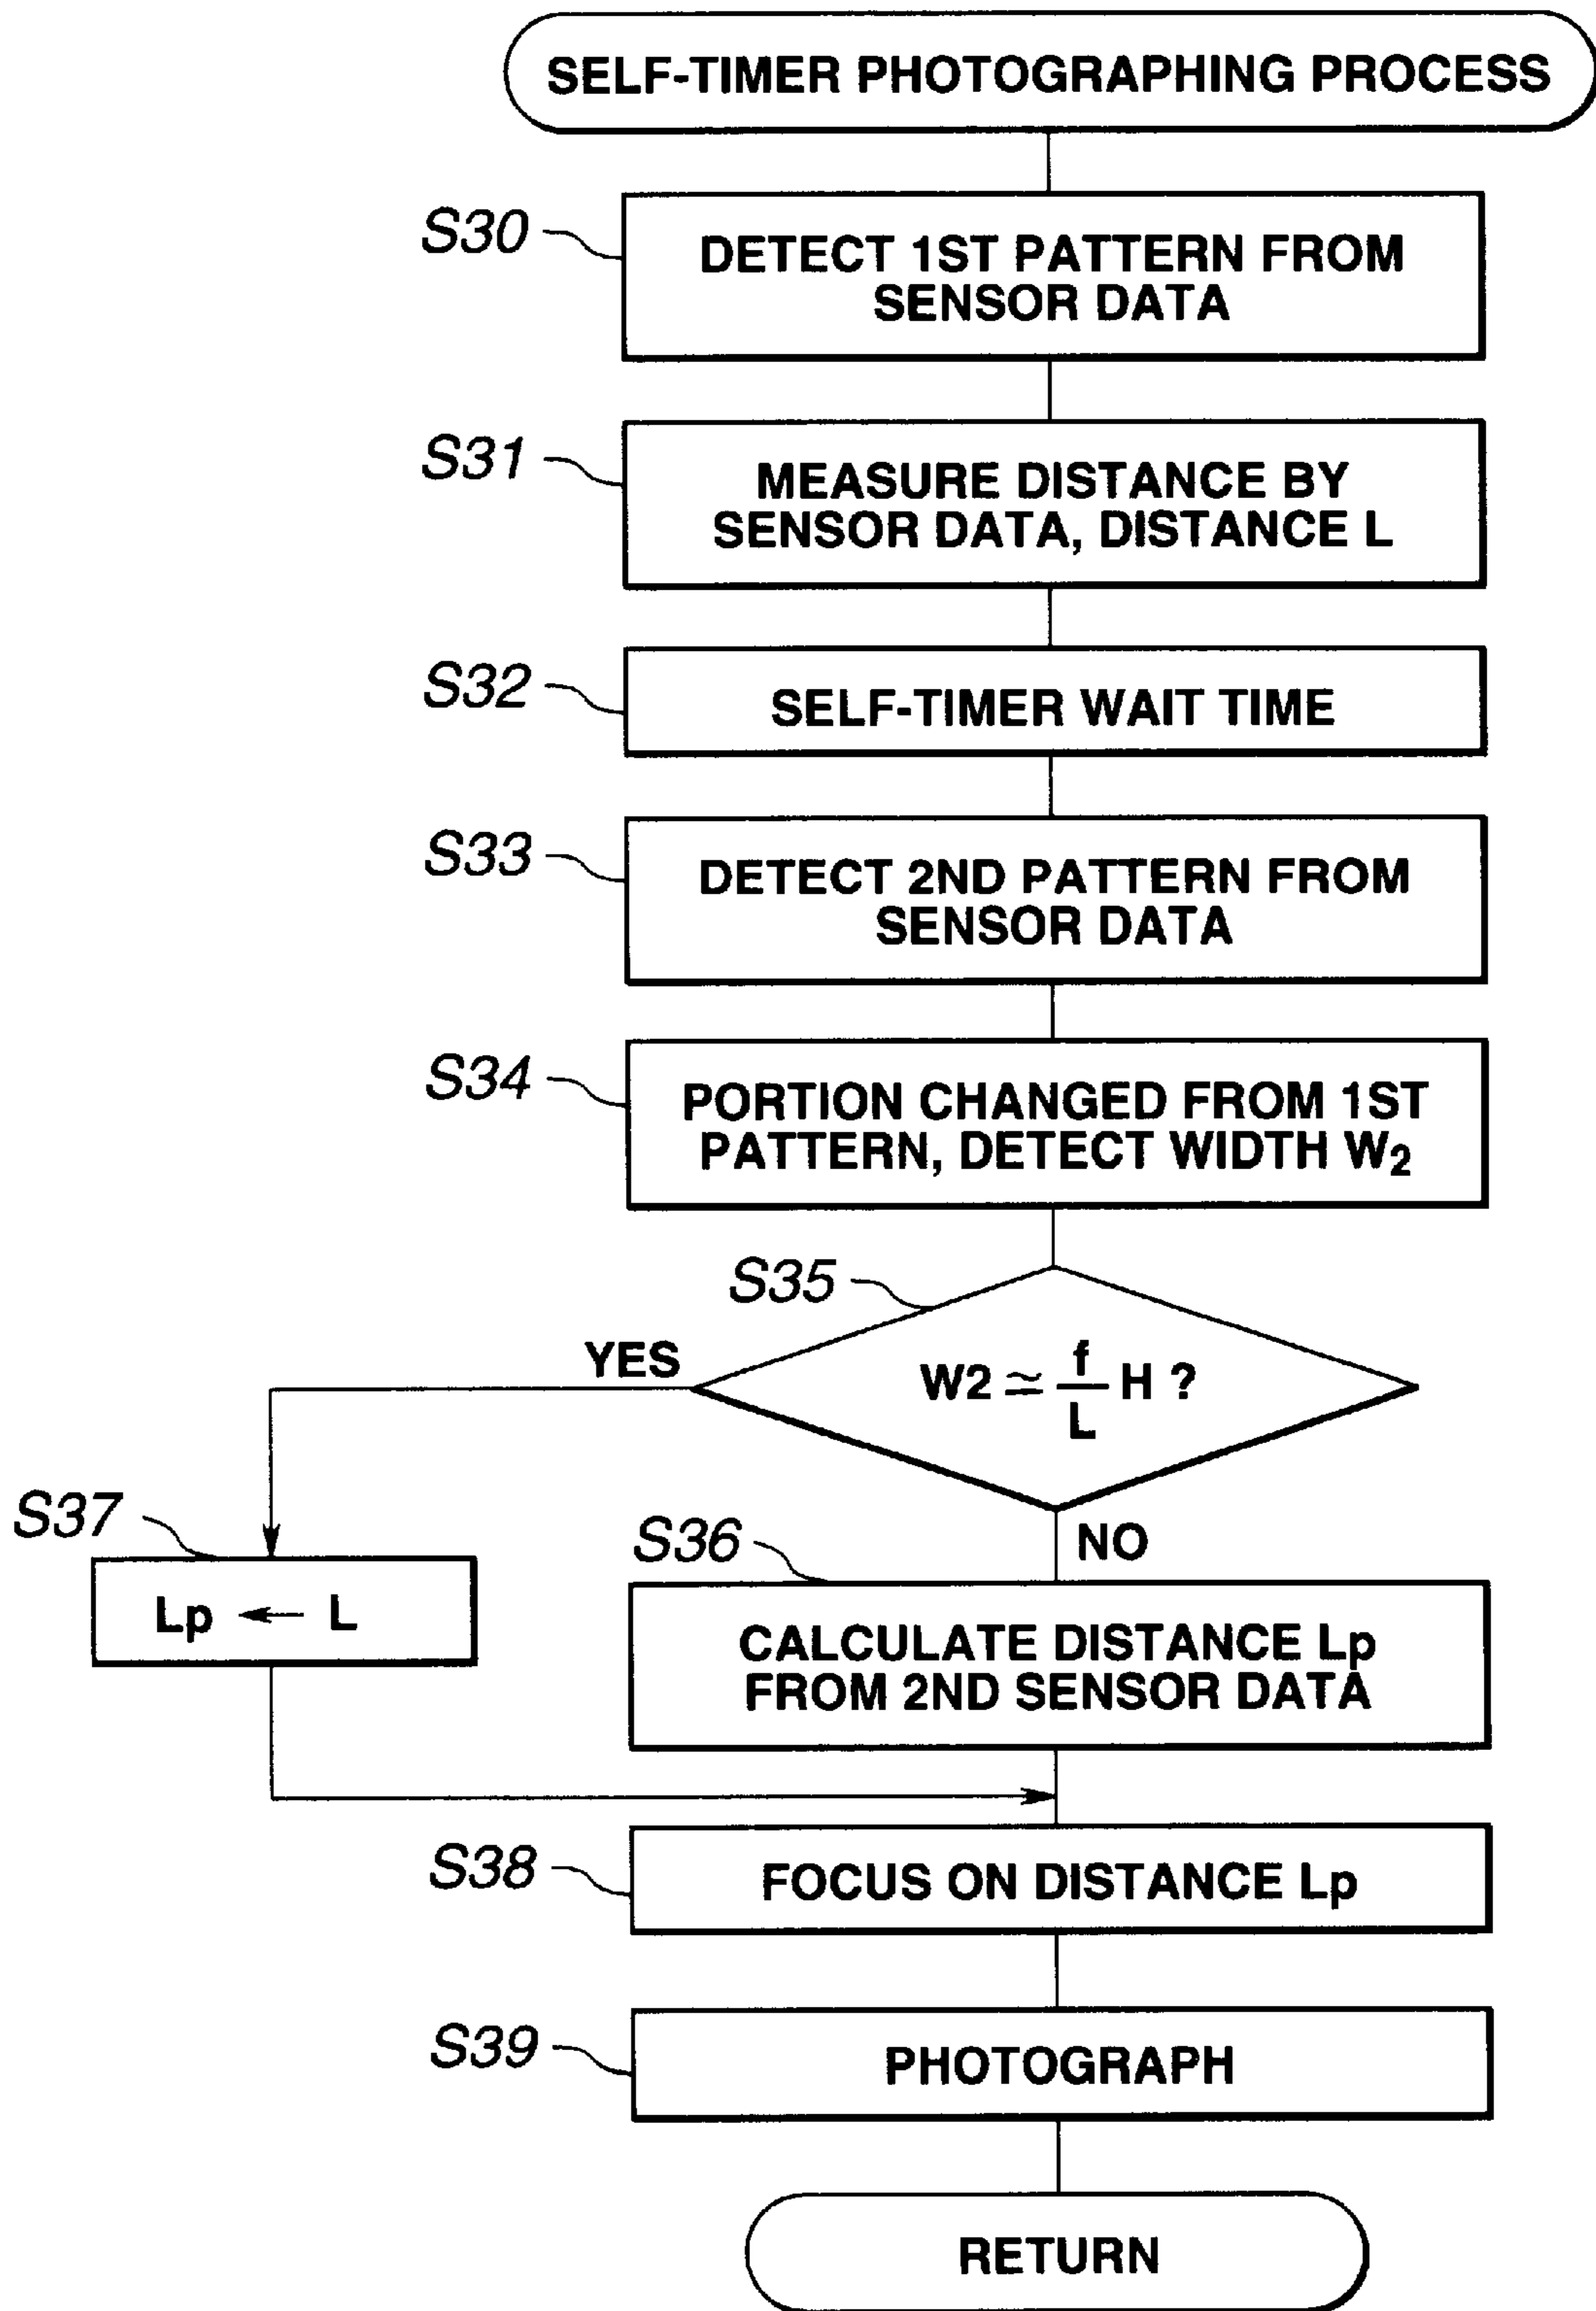 SELF-TIMER PHOTOGRAPHING PROCESS
S30
DETECT 1ST PATTERN FROM
SENSOR DATA
S31
MEASURE DISTANCE BY
SENSOR DATA, DISTANCE L
S32
SELF-TIMER WAIT TIME
S33
DETECT 2ND PATTERN FROM
SENSOR DATA
S34
PORTION CHANGED FROM 1ST
PATTERN, DETECT WIDTH W₂
S35
YES
W2 ≅ f/L H ?
NO
S37
Lp ← L
S36
CALCULATE DISTANCE Lp
FROM 2ND SENSOR DATA
S38
FOCUS ON DISTANCE Lp
S39
PHOTOGRAPH
RETURN